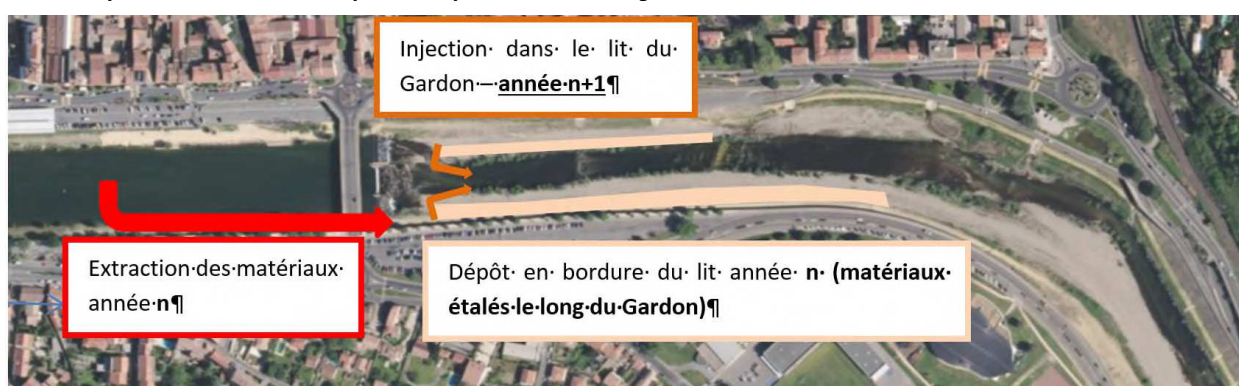 Injection dans le lit du
Gardon – année n+1¶
Extraction des matériaux
année n¶
Dépôt en bordure du lit année n (matériaux
étalés le long du Gardon)¶